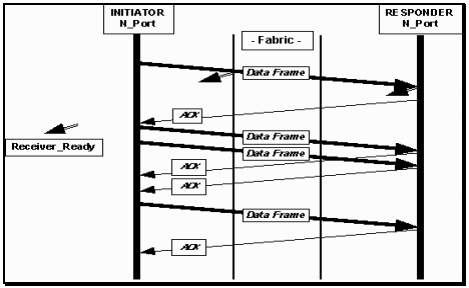 INITIATOR
N_Port
RESPONDER
N_Port
- Fabric -
Data Frame
ACK
Receiver_Ready
Data Frame
Data Frame
ACK
ACK
Data Frame
ACK